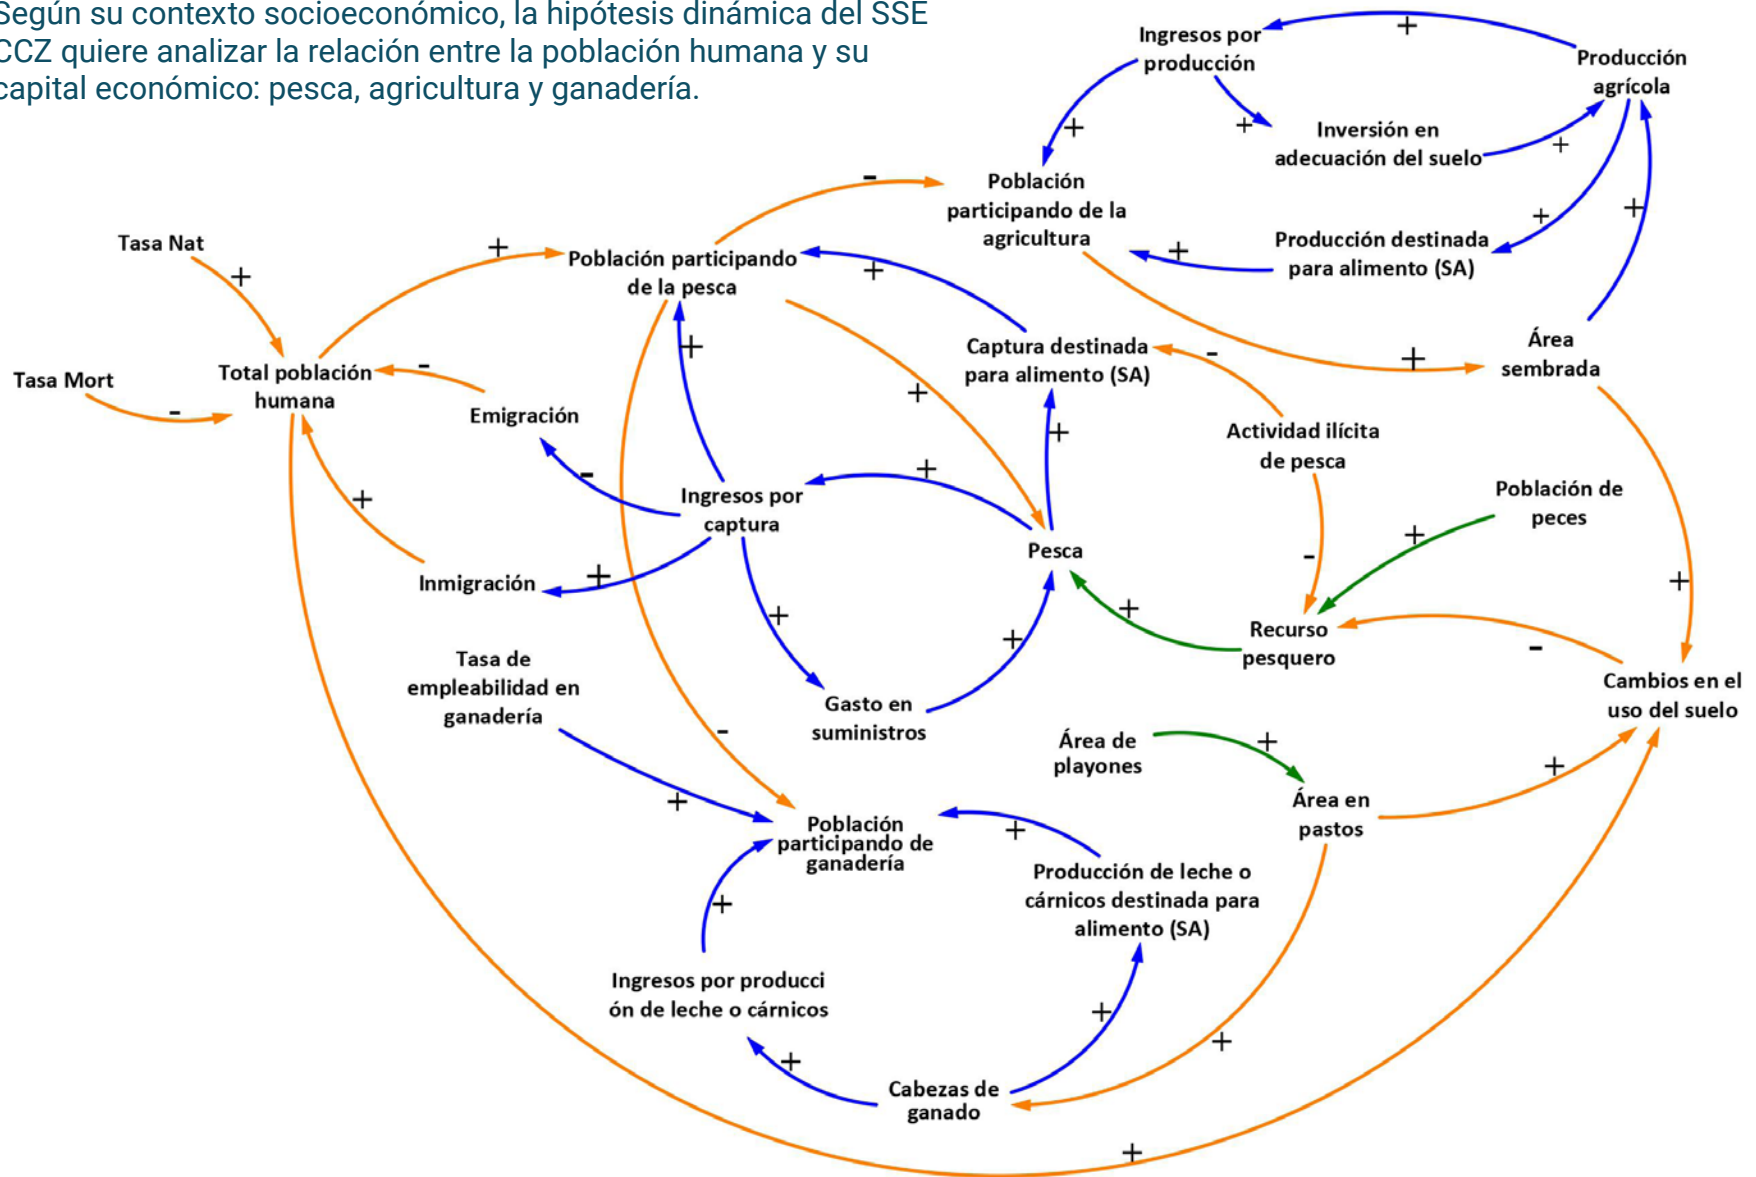 Según su contexto socioeconómico, la hipótesis dinámica del SSE
CCZ quiere analizar la relación entre la población humana y su
capital económico: pesca, agricultura y ganadería.
Ingresos por
producción
+
Producción
agrícola
+
+
Inversión en
adecuación del suelo
+
Población
participando de la
agricultura
-
+
Producción destinada
para alimento (SA)
+
+
Tasa Nat
+
+
Población participando
de la pesca
+
Tasa Mort
-
Total población
humana
-
Emigración
-
+
Captura destinada
para alimento (SA)
-
+
Área
sembrada
+
+
Actividad ilícita
de pesca
-
Ingresos por
captura
+
Pesca
Población de
peces
+
+
Inmigración
+
+
+
+
+
Recurso
pesquero
-
Cambios en el
uso del suelo
Tasa de
empleabilidad en
ganadería
+
Gasto en
suministros
-
Área de
playones
+
Área en
pastos
+
Población
participando de
ganadería
+
Producción de leche o
cárnicos destinada para
alimento (SA)
+
Ingresos por producci
ón de leche o cárnicos
+
+
Cabezas de
ganado
+
+